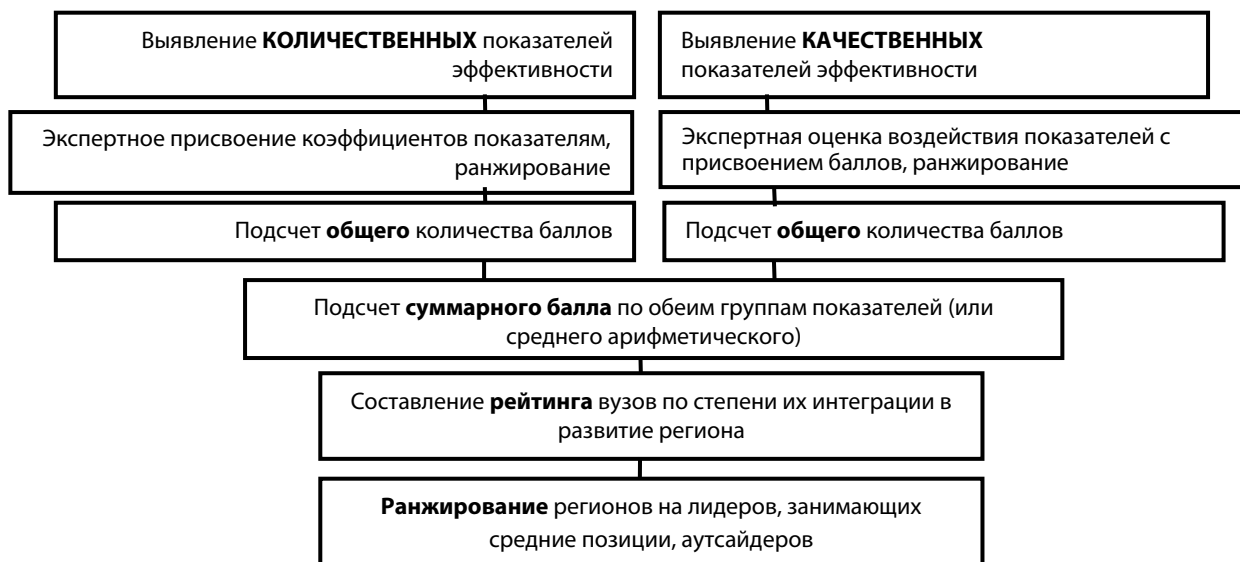 Выявление КОЛИЧЕСТВЕННЫХ показателей
эффективности
Выявление КАЧЕСТВЕННЫХ
показателей эффективности
Экспертное присвоение коэффициентов показателям,
ранжирование
Экспертная оценка воздействия показателей с
присвоением баллов, ранжирование
Подсчет общего количества баллов
Подсчет общего количества баллов
Подсчет суммарного балла по обеим группам показателей (или
среднего арифметического)
Составление рейтинга вузов по степени их интеграции в
развитие региона
Ранжирование регионов на лидеров, занимающих
средние позиции, аутсайдеров